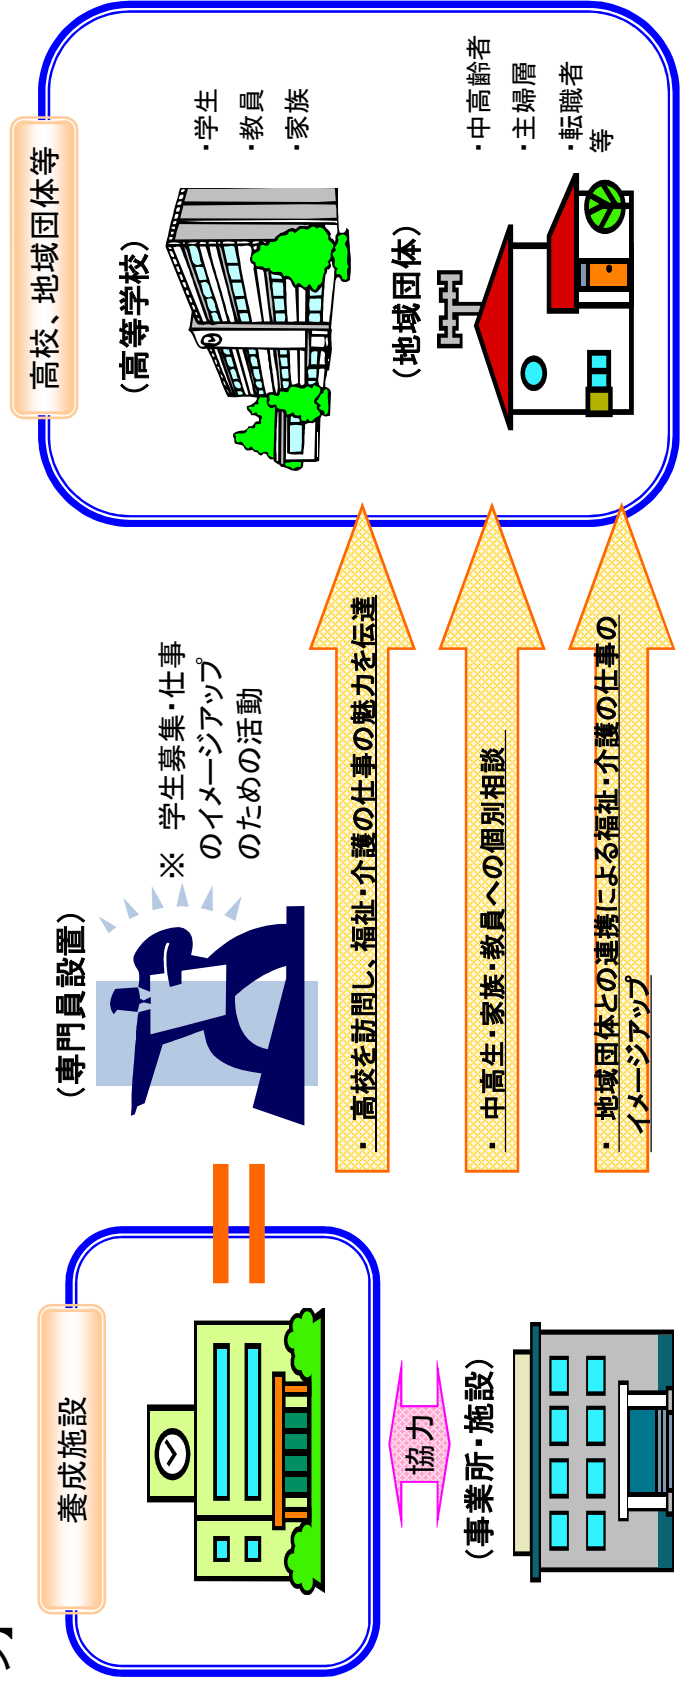 養成施設
協力
（事業所・施設）
（専門員設置）
※ 学生募集・仕事
のイメージアップ
のための活動
・ 高校を訪問し、福祉・介護の仕事の魅力を伝達
・ 中高生・家族・教員への個別相談
・ 地域団体との連携による福祉・介護の仕事の
イメージアップ
高校、地域団体等
（高等学校）
・学生
・教員
・家族
（地域団体）
・中高齢者
・主婦層
・転職者
等